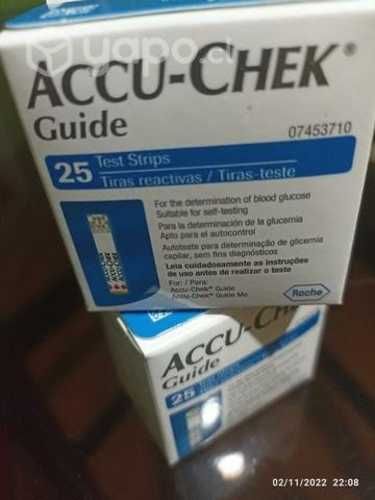 yapo.cl
ACCU-CHEK®
Guide
07453710
25 Test Strips
Tiras reactivas / Tiras-teste
For the determination of blood glucose
Suitable for self-testing
Para la determinación de la glucemia
Apto para el autocontrol
Autoteste para determinação de glicemia
capilar, sem fins diagnósticos
Leia cuidadosamente as instruções
de uso antes de realizar o teste
For: / Para:
Accu-Chek® Guide
Accu-Chek® Guide Me
Roche
ACCU-CHEK
Guide
25
02/11/2022 22:08